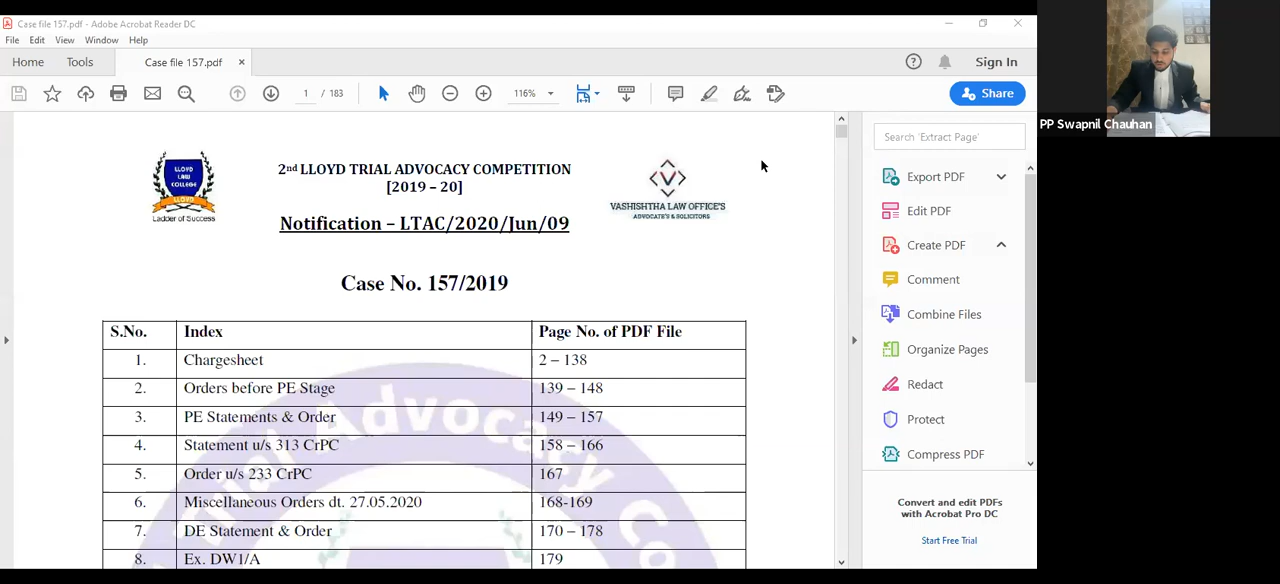 Case file 157.pdf - Adobe Acrobat Reader DC
File Edit View Window Help
Home Tools Case file 157.pdf × Sign In
1 / 183 116% Share
PP Swapnil Chauhan
Search 'Extract Page'
Export PDF
Edit PDF
Create PDF
Comment
Combine Files
Organize Pages
Redact
Protect
Compress PDF
Convert and edit PDFs
with Acrobat Pro DC
Start Free Trial
LLOYD
LAW
COLLEGE
Ladder of Success
2nd LLOYD TRIAL ADVOCACY COMPETITION
[2019 – 20]
Notification – LTAC/2020/Jun/09
VASHISHTHA LAW OFFICE'S
ADVOCATE'S & SOLICITORS
Case No. 157/2019
S.No. Index Page No. of PDF File
1. Chargesheet 2 – 138
2. Orders before PE Stage 139 – 148
3. PE Statements & Order 149 – 157
4. Statement u/s 313 CrPC 158 – 166
5. Order u/s 233 CrPC 167
6. Miscellaneous Orders dt. 27.05.2020 168-169
7. DE Statement & Order 170 – 178
8. Ex. DW1/A 179
Trial Advocacy Co